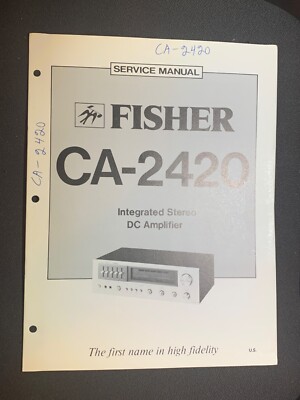 CA-2420
SERVICE MANUAL
CA-2420
FISHER
CA-2420
Integrated Stereo
DC Amplifier
The first name in high fidelity
U.S.